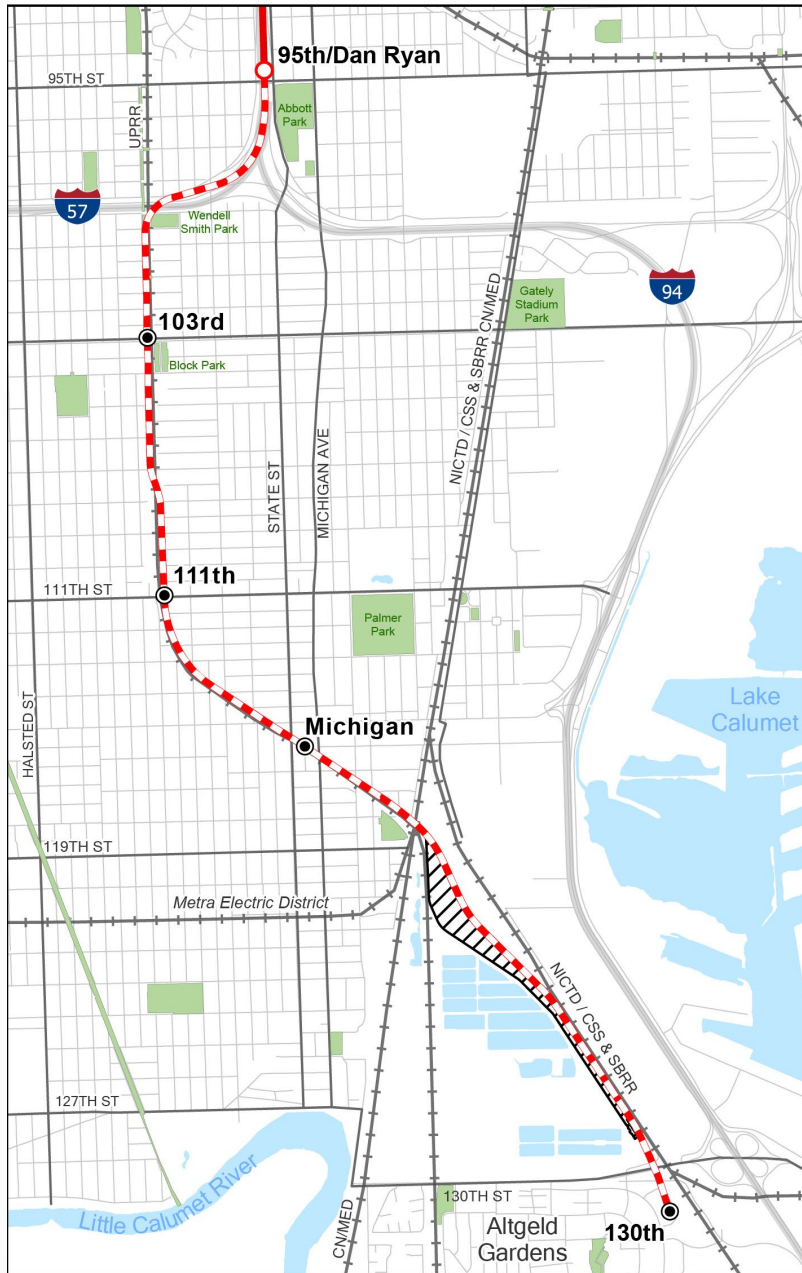 95th/Dan Ryan
95TH ST
Abbott
Park
UPRR
57
Wendell
Smith Park
NICTD / CSS & SBRR CN/MED
Gately
Stadium
Park
94
103rd
Block Park
STATE ST
MICHIGAN AVE
111th
111TH ST
Palmer
Park
HALSTED ST
Michigan
Lake
Calumet
119TH ST
Metra Electric District
NICTD / CSS & SBRR
127TH ST
Little Calumet River
CN/MED
130TH ST
Altgeld
Gardens
130th